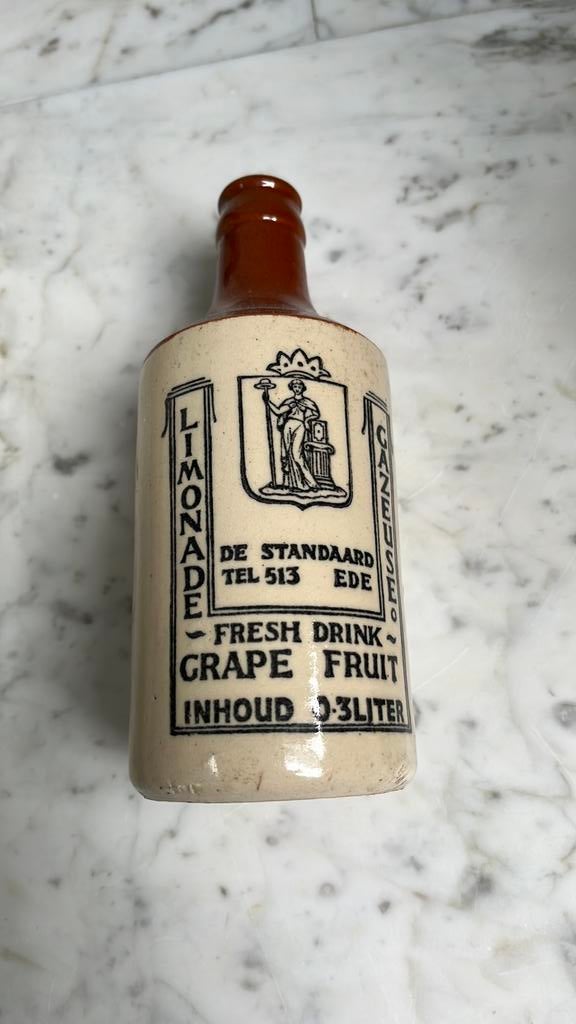 LIMONADE
GAZEUSE
DE STANDAARD
TEL 513 EDE
~ FRESH DRINK ~
GRAPE FRUIT
INHOUD 0·3LITER